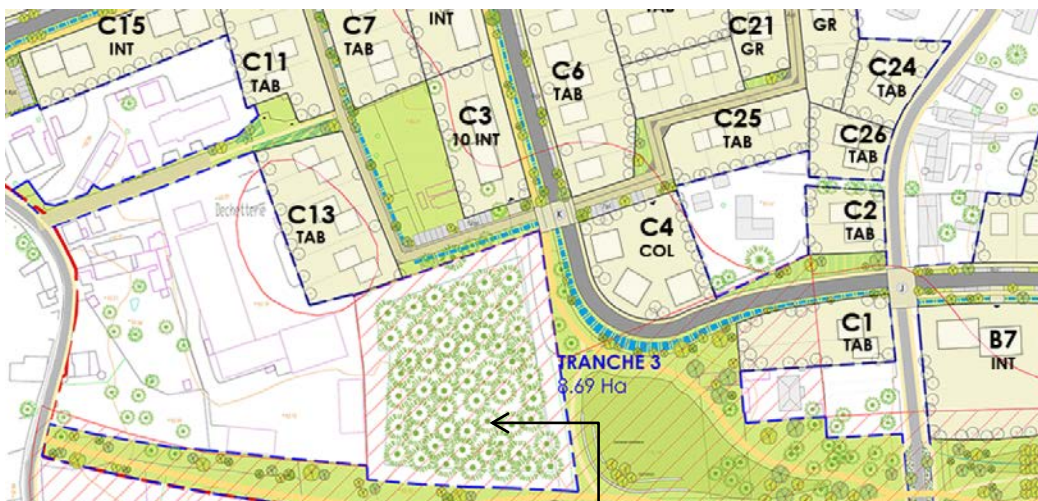 C15
INT
C7
TAB
INT
C11
TAB
C3
10 INT
C6
TAB
TAB
C21
GR
GR
C24
TAB
C25
TAB
C26
TAB
Dechetterie
C13
TAB
K
C4
COL
C2
TAB
J
C1
TAB
B7
INT
TRANCHE 3
8.69 Ha